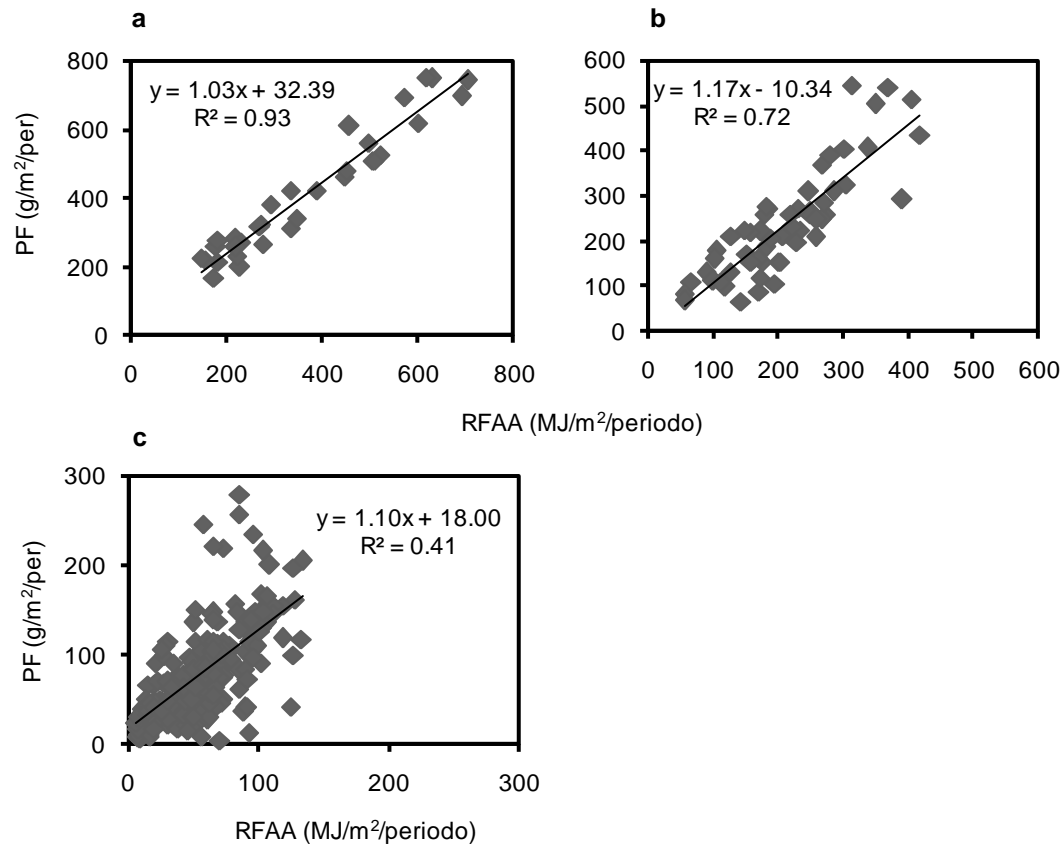 a
b
800
600
400
200
0
y = 1.03x + 32.39
R² = 0.93
0 200 400 600 800
PF (g/m²/per)
600
500
400
300
200
100
0
y = 1.17x - 10.34
R² = 0.72
0 100 200 300 400 500 600
RFAA (MJ/m²/periodo)
c
300
200
100
0
y = 1.10x + 18.00
R² = 0.41
PF (g/m²/per)
0 100 200 300
RFAA (MJ/m²/periodo)